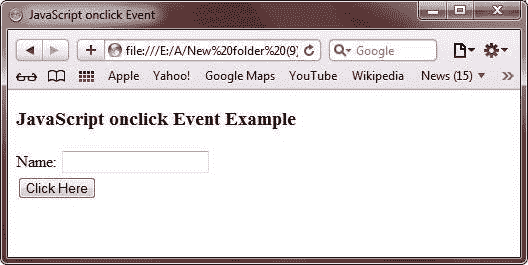 JavaScript onclick Event
file:///E:/A/New%20folder%20(9)
Google
Apple Yahoo! Google Maps YouTube Wikipedia News (15)
JavaScript onclick Event Example
Name:
Click Here